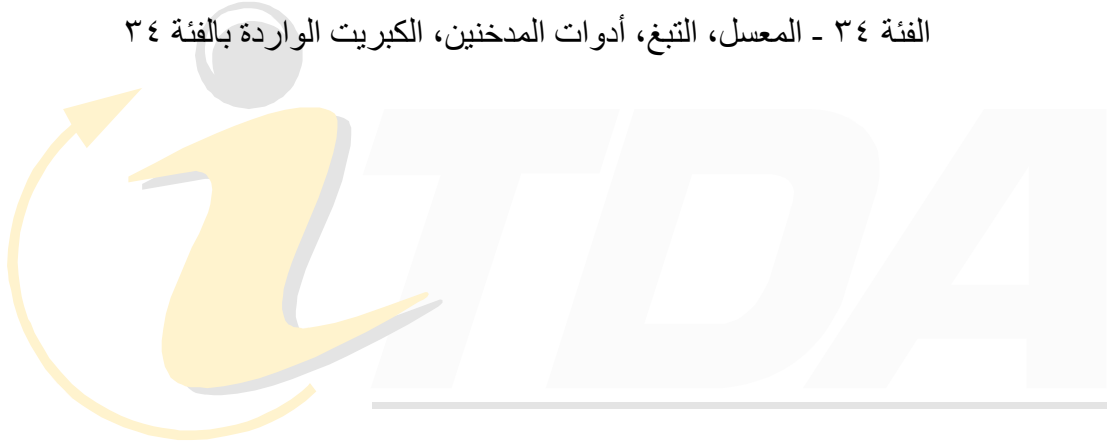 الفئة ٣٤ - المعسل، التبغ، أدوات المدخنين، الكبريت الواردة بالفئة ٣٤
iTDA